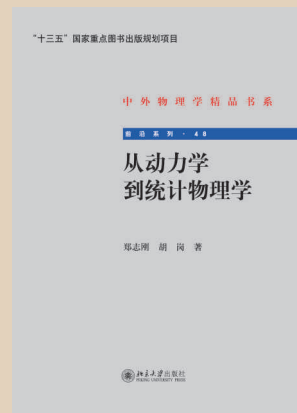 “十三五”国家重点图书出版规划项目
中外物理学精品书系
前沿系列·48
从动力学
到统计物理学
郑志刚 胡岗 著
北京大学出版社
PEKING UNIVERSITY PRESS